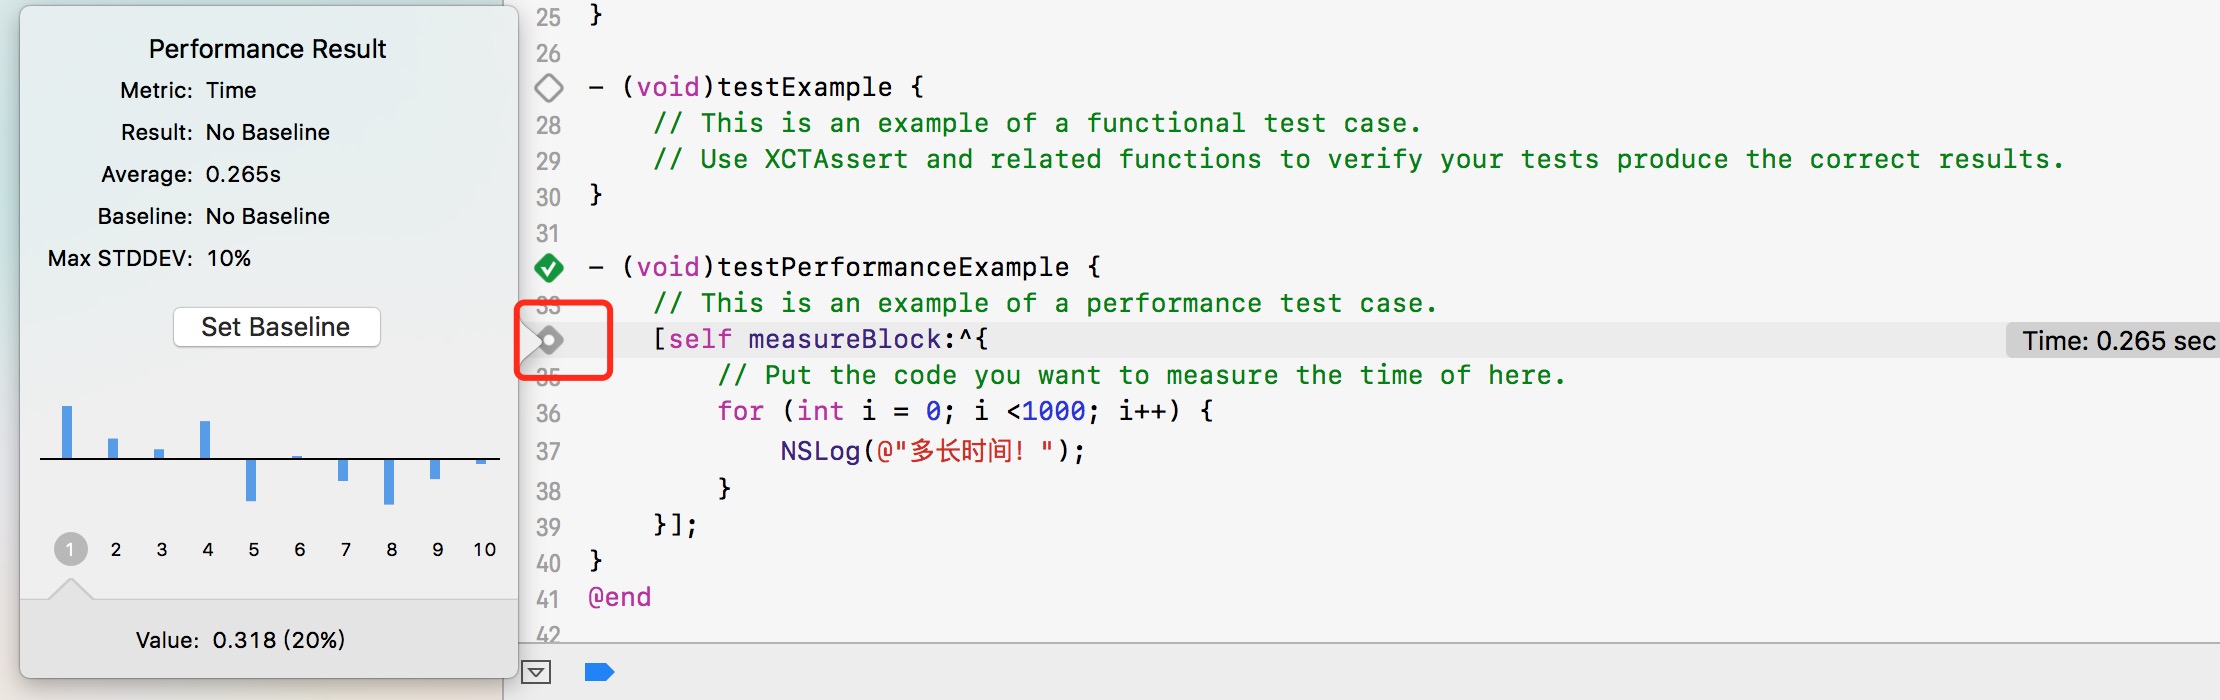 Performance Result
Metric: Time
Result: No Baseline
Average: 0.265s
Baseline: No Baseline
Max STDDEV: 10%
Set Baseline
1 2 3 4 5 6 7 8 9 10
Value: 0.318 (20%)
25 }
26
- (void)testExample {
28 // This is an example of a functional test case.
29 // Use XCTAssert and related functions to verify your tests produce the correct results.
30 }
31
- (void)testPerformanceExample {
33 // This is an example of a performance test case.
[self measureBlock:^{
Time: 0.265 sec
35 // Put the code you want to measure the time of here.
36 for (int i = 0; i <1000; i++) {
37 NSLog(@"多长时间! ");
38 }
39 }];
40 }
41 @end
42